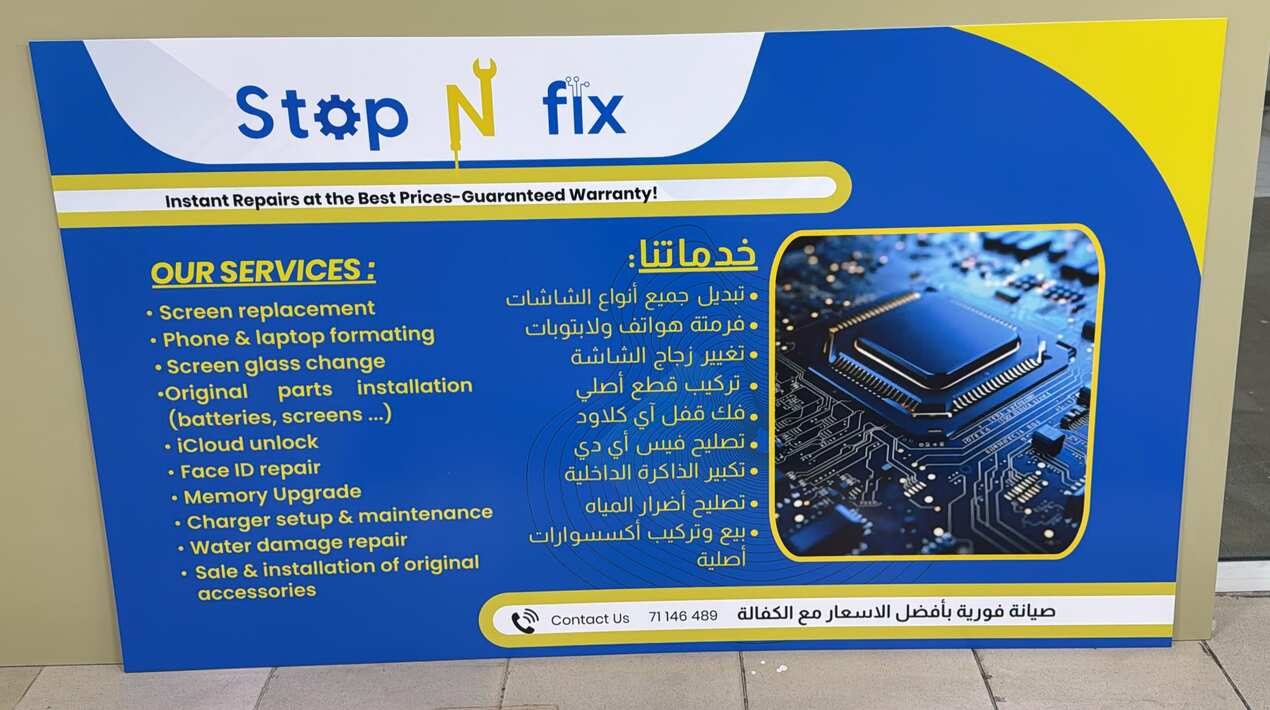 Stop N fix
Instant Repairs at the Best Prices-Guaranteed Warranty!
OUR SERVICES :
• Screen replacement
• Phone & laptop formating
• Screen glass change
•Original parts installation
(batteries, screens ...)
• iCloud unlock
• Face ID repair
• Memory Upgrade
• Charger setup & maintenance
• Water damage repair
• Sale & installation of original
accessories
خدماتنا:
• تبديل جميع أنواع الشاشات
• فرمتة هواتف ولابتوبات
• تغيير زجاج الشاشة
• تركيب قطع أصلي
• فك قفل آي كلاود
• تصليح فيس أي دي
• تكبير الذاكرة الداخلية
• تصليح أضرار المياه
• بيع وتركيب أكسسوارات
أصلية
Contact Us 71 146 489 صيانة فورية بأفضل الاسعار مع الكفالة